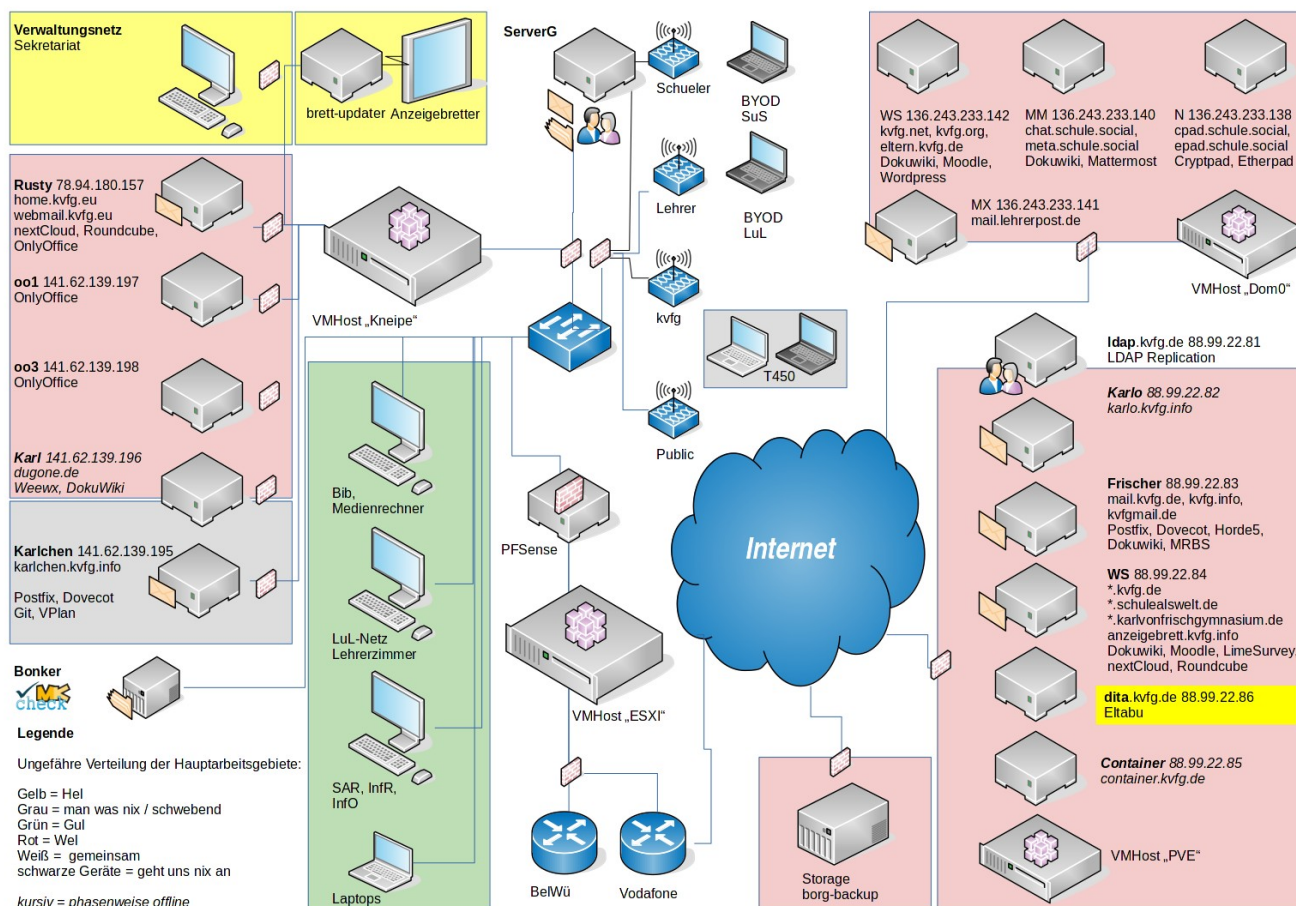 Verwaltungsnetz
Sekretariat
brett-updater
Anzeigebretter
ServerG
Schueler
BYOD
SuS
Lehrer
BYOD
LuL
kvfg
T450
Public
WS 136.243.233.142
kvfg.net, kvfg.org,
eltern.kvfg.de
Dokuwiki, Moodle,
Wordpress
MM 136.243.233.140
chat.schule.social,
meta.schule.social
Dokuwiki, Mattermost
N 136.243.233.138
cpad.schule.social,
epad.schule.social
Cryptpad, Etherpad
MX 136.243.233.141
mail.lehrerpost.de
VMHost „Dom0“
Rusty 78.94.180.157
home.kvfg.eu
webmail.kvfg.eu
nextCloud, Roundcube,
OnlyOffice
oo1 141.62.139.197
OnlyOffice
oo3 141.62.139.198
OnlyOffice
Karl 141.62.139.196
dugone.de
Weewx, DokuWiki
Karlchen 141.62.139.195
karlchen.kvfg.info
Postfix, Dovecot
Git, VPlan
VMHost „Kneipe“
Bib,
Medienrechner
LuL-Netz
Lehrerzimmer
SAR, InfR,
InfO
Laptops
PFSense
VMHost „ESXI“
BelWü
Vodafone
Internet
Storage
borg-backup
ldap.kvfg.de 88.99.22.81
LDAP Replication
Karlo 88.99.22.82
karlo.kvfg.info
Frischer 88.99.22.83
mail.kvfg.de, kvfg.info,
kvfgmail.de
Postfix, Dovecot, Horde5,
Dokuwiki, MRBS
WS 88.99.22.84
*.kvfg.de
*.schulealswelt.de
*.karlvonfrischgymnasium.de
anzeigebrett.kvfg.info
Dokuwiki, Moodle, LimeSurvey,
nextCloud, Roundcube
dita.kvfg.de 88.99.22.86
Eltabu
Container 88.99.22.85
container.kvfg.de
VMHost „PVE“
Bonker
MK
check
Legende
Ungefähre Verteilung der Hauptarbeitsgebiete:
Gelb = Hel
Grau = man was nix / schwebend
Grün = Gul
Rot = Wel
Weiß = gemeinsam
schwarze Geräte = geht uns nix an
kursiv = phasenweise offline